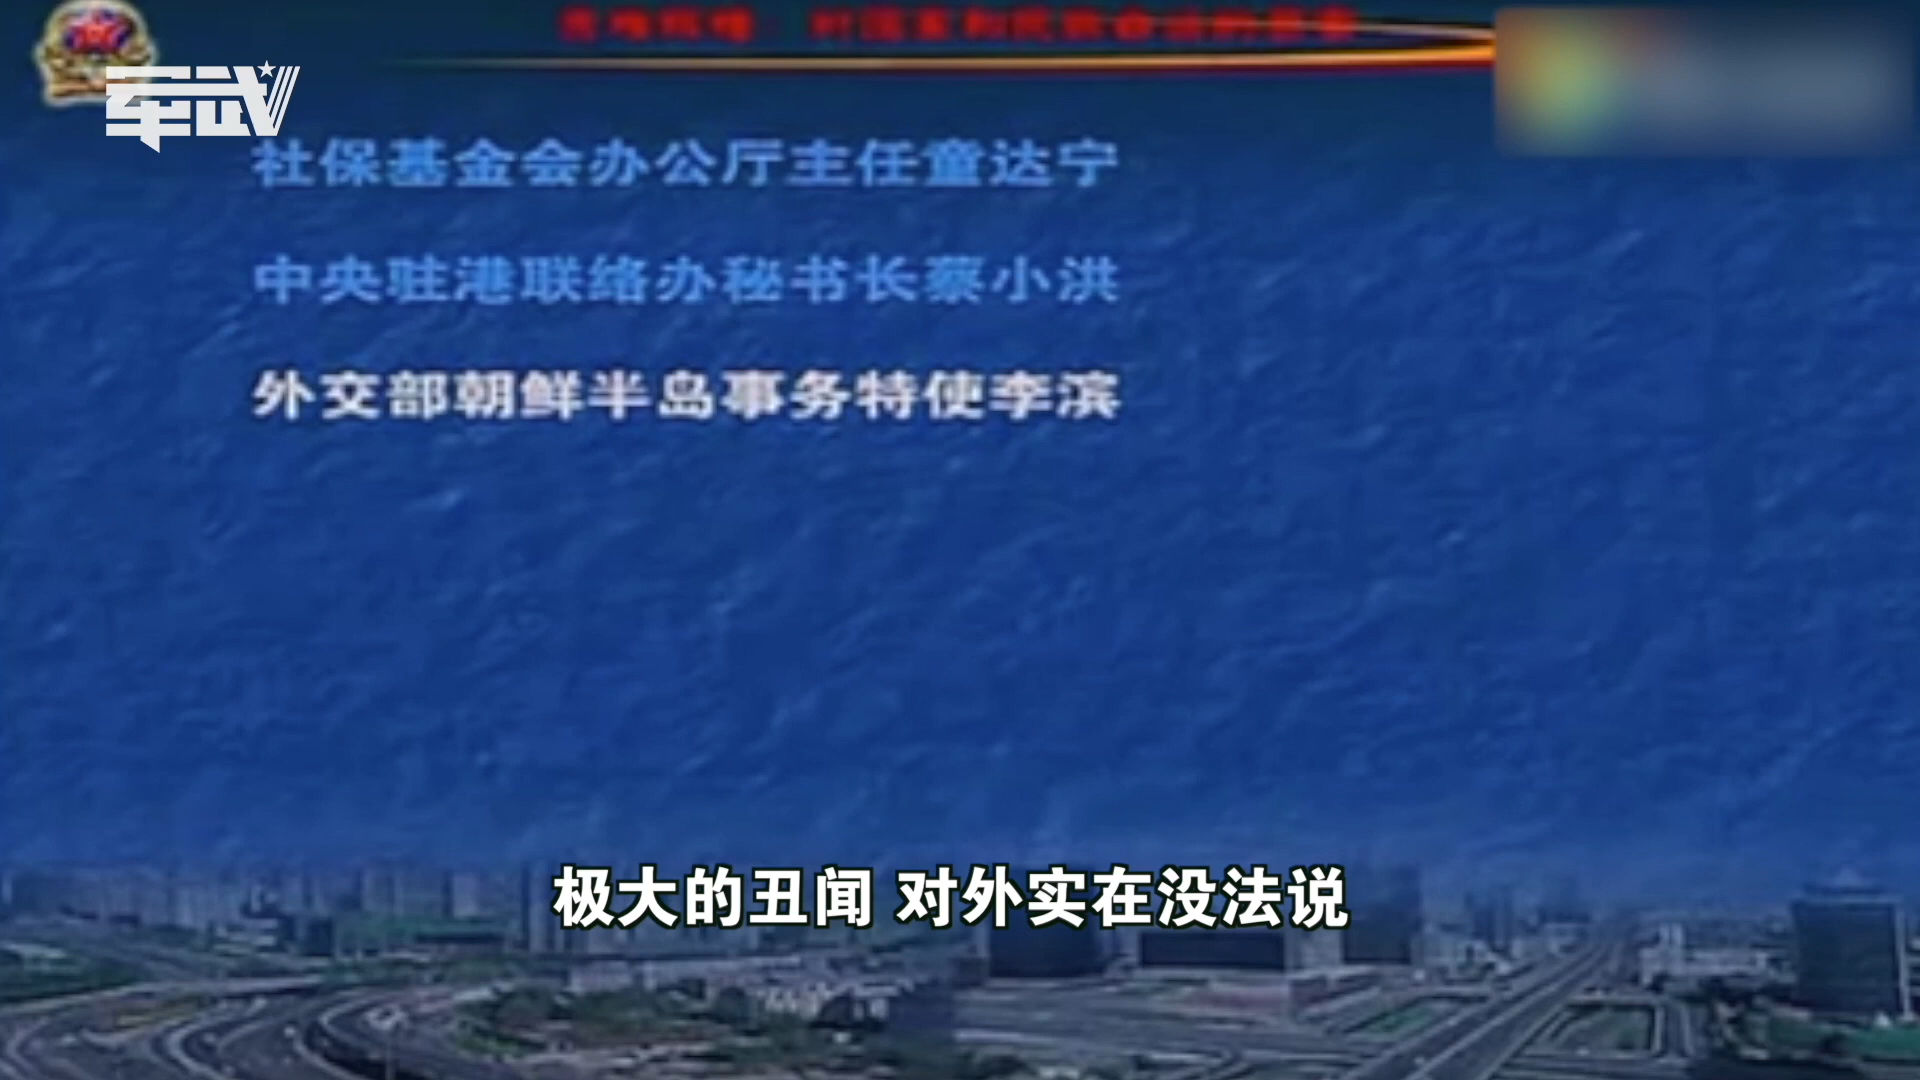 军武
社保基金会办公厅主任童达宁
中央驻港联络办秘书长蔡小洪
外交部朝鲜半岛事务特使李滨
极大的丑闻 对外实在没法说